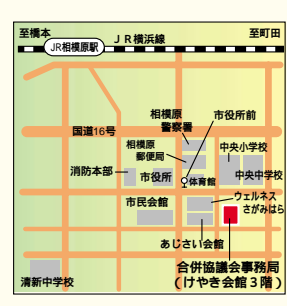 至橋本
至町田
JR相模原駅
ＪＲ横浜線
相模原
警察署
市役所前
国道16号
相模原
郵便局
中央小学校
消防本部
市役所
体育館
中央中学校
市民会館
ウェルネス
さがみはら
あじさい会館
合併協議会事務局
（けやき会館３階）
清新中学校